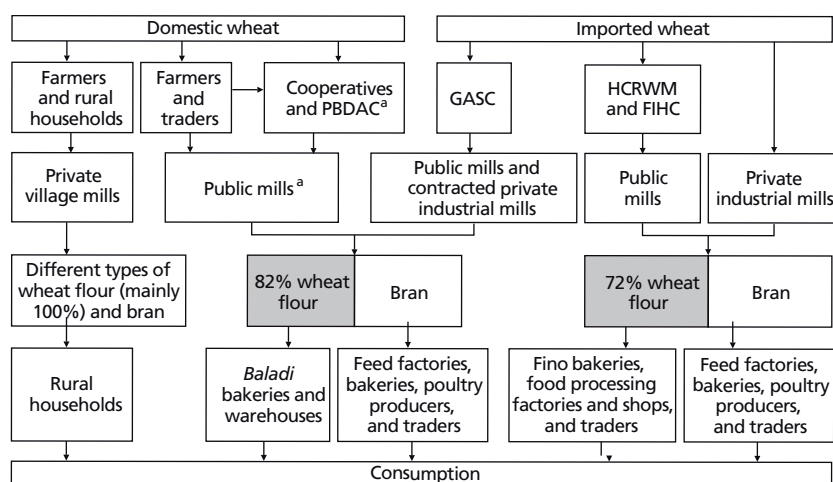 Domestic wheat
Imported wheat
Farmers
and rural
households
Farmers
and
traders
Cooperatives
and PBDACa
GASC
HCRWM
and FIHC
Private
village mills
Public mills a
Public mills and
contracted private
industrial mills
Public
mills
Private
industrial mills
Different types of
wheat flour (mainly
100%) and bran
82% wheat
flour
Bran
72% wheat
flour
Bran
Rural
households
Baladi
bakeries and
warehouses
Feed factories,
bakeries, poultry
producers,
and traders
Fino bakeries,
food processing
factories and shops,
and traders
Feed factories,
bakeries, poultry
producers,
and traders
Consumption